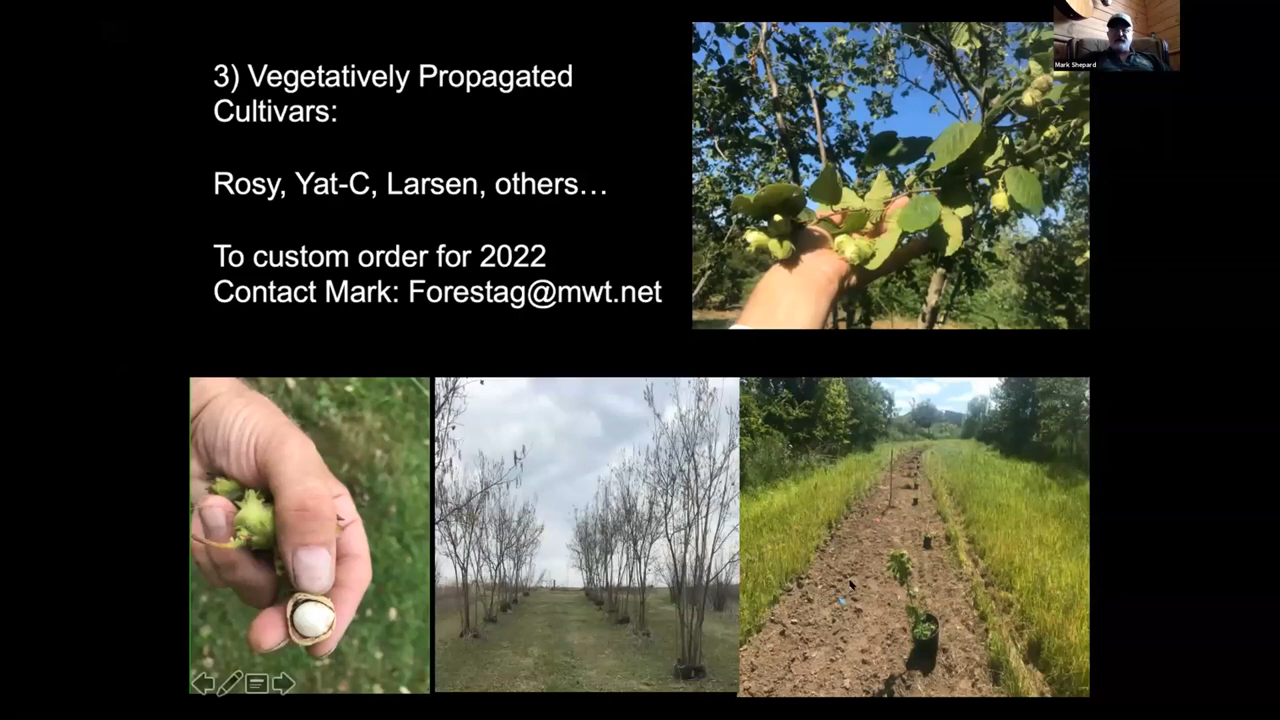 3) Vegetatively Propagated
Cultivars:
Rosy, Yat-C, Larsen, others…
To custom order for 2022
Contact Mark: Forestag@mwt.net
Mark Shepard